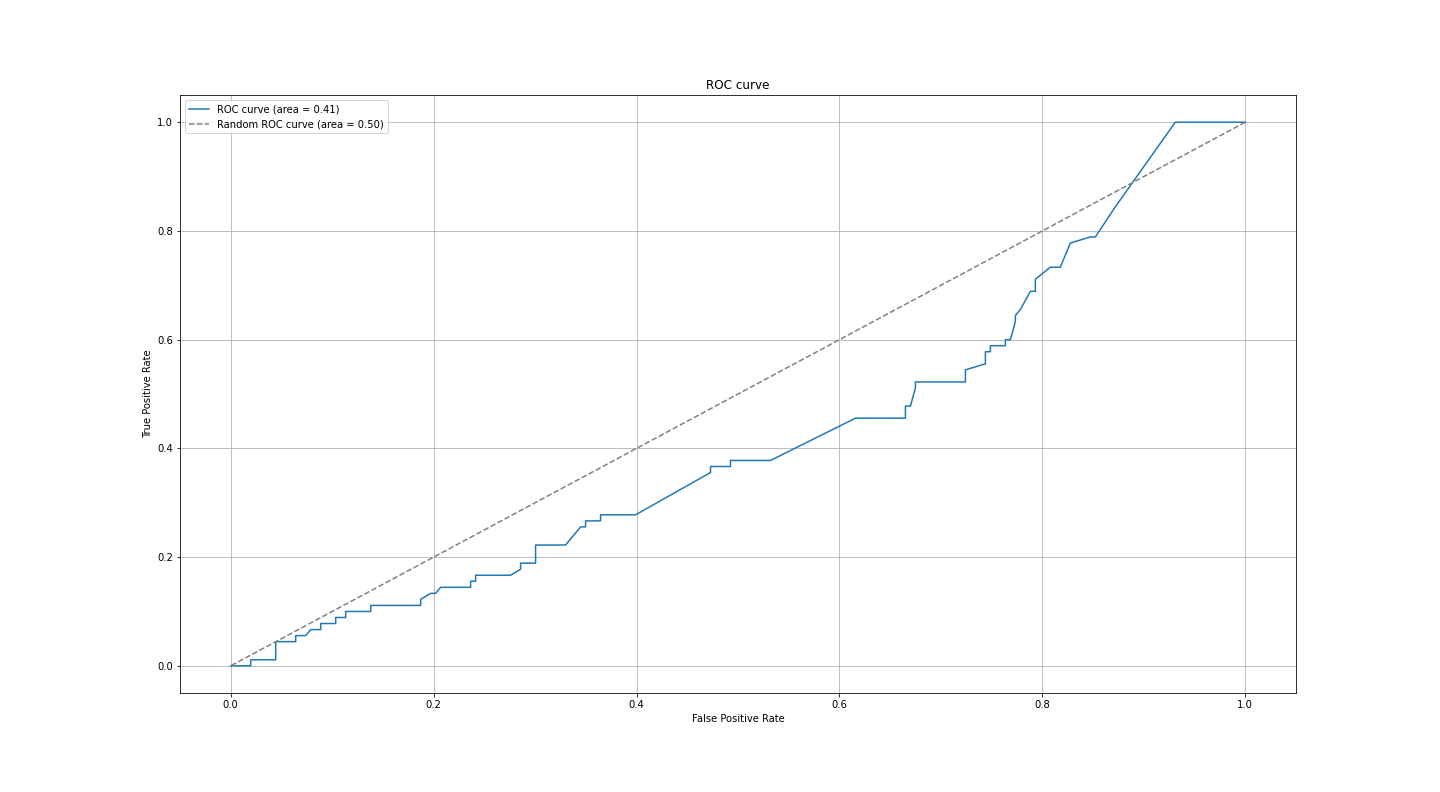 ROC curve
ROC curve (area = 0.41)
Random ROC curve (area = 0.50)
True Positive Rate
1.0
0.8
0.6
0.4
0.2
0.0
0.0 0.2 0.4 0.6 0.8 1.0
False Positive Rate